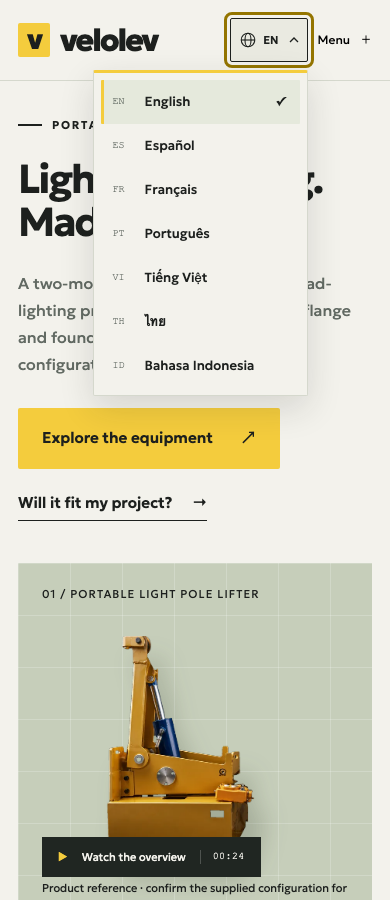 v velolev
EN Menu +
EN English ✓
ES Español
FR Français
PT Português
VI Tiếng Việt
TH ไทย
ID Bahasa Indonesia
PORTA
Ligh g.
Mad
A two-mo ad-
lighting pr flange
and found
configurat
Explore the equipment ↗
Will it fit my project? →
01 / PORTABLE LIGHT POLE LIFTER
Watch the overview 00:24
Product reference · confirm the supplied configuration for